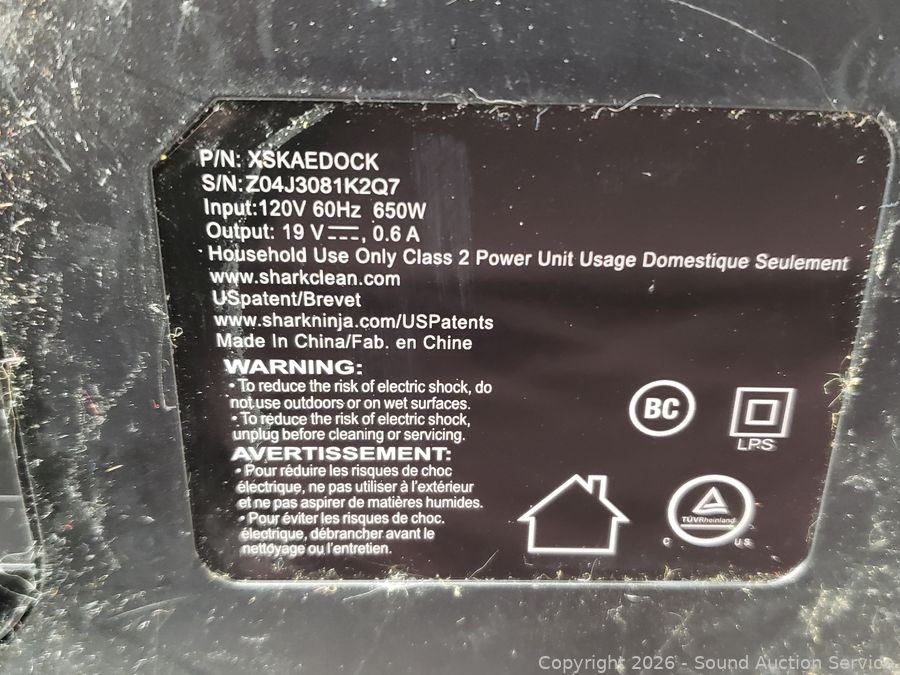 P/N: XSKAEDOCK
S/N: Z04J3081K2Q7
Input:120V 60Hz 650W
Output: 19 V⎓, 0.6 A
Household Use Only Class 2 Power Unit Usage Domestique Seulement
www.sharkclean.com
USpatent/Brevet
www.sharkninja.com/USPatents
Made In China/Fab. en Chine
WARNING:
• To reduce the risk of electric shock, do
not use outdoors or on wet surfaces.
• To reduce the risk of electric shock,
unplug before cleaning or servicing.
AVERTISSEMENT:
• Pour réduire les risques de choc
électrique, ne pas utiliser à l'extérieur
et ne pas aspirer de matières humides.
• Pour éviter les risques de choc.
électrique, débrancher avant le
nettoyage ou l'entretien.
BC
LPS
TÜVRheinland
C US
Copyright 2026 - Sound Auction Service